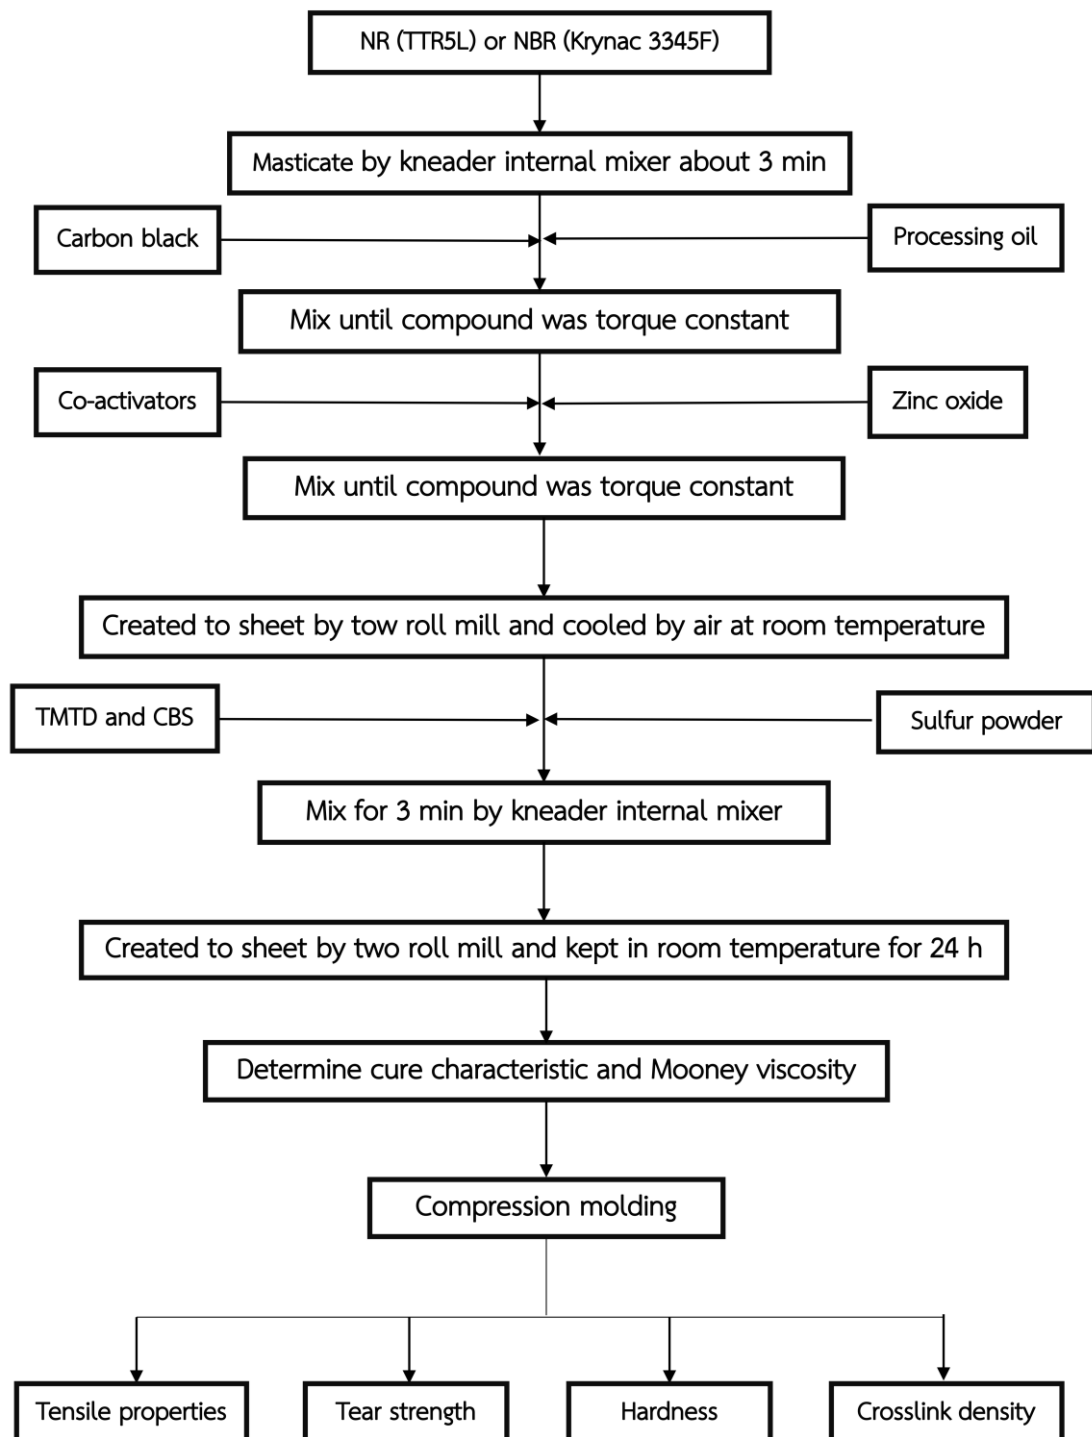 NR (TTR5L) or NBR (Krynac 3345F)
Masticate by kneader internal mixer about 3 min
Carbon black
Processing oil
Mix until compound was torque constant
Co-activators
Zinc oxide
Mix until compound was torque constant
Created to sheet by tow roll mill and cooled by air at room temperature
TMTD and CBS
Sulfur powder
Mix for 3 min by kneader internal mixer
Created to sheet by two roll mill and kept in room temperature for 24 h
Determine cure characteristic and Mooney viscosity
Compression molding
Tensile properties
Tear strength
Hardness
Crosslink density